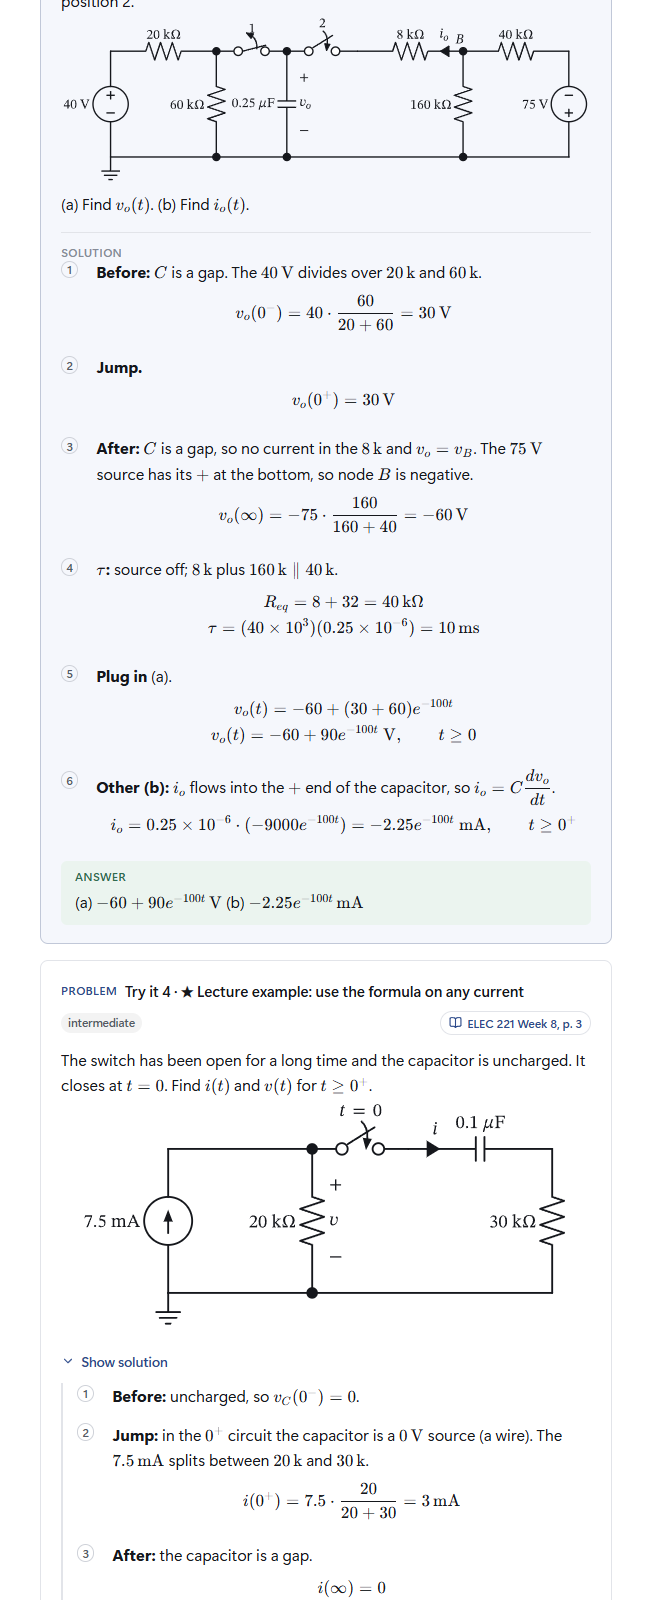 position 2.
20 kΩ
1
2
8 kΩ
i_o
B
40 kΩ
40 V
+
−
60 kΩ
0.25 μF
+
v_o
−
160 kΩ
75 V
−
+
(a) Find v_o(t). (b) Find i_o(t).
SOLUTION
1 Before: C is a gap. The 40 V divides over 20 k and 60 k.
v_o(0⁻) = 40 · 60/(20 + 60) = 30 V
2 Jump.
v_o(0⁺) = 30 V
3 After: C is a gap, so no current in the 8 k and v_o = v_B. The 75 V
source has its + at the bottom, so node B is negative.
v_o(∞) = −75 · 160/(160 + 40) = −60 V
4 τ: source off; 8 k plus 160 k ∥ 40 k.
R_eq = 8 + 32 = 40 kΩ
τ = (40 × 10³)(0.25 × 10⁻⁶) = 10 ms
5 Plug in (a).
v_o(t) = −60 + (30 + 60)e^−100t
v_o(t) = −60 + 90e^−100t V, t ≥ 0
6 Other (b): i_o flows into the + end of the capacitor, so i_o = C dv_o/dt.
i_o = 0.25 × 10⁻⁶ · (−9000e^−100t) = −2.25e^−100t mA, t ≥ 0⁺
ANSWER
(a) −60 + 90e^−100t V (b) −2.25e^−100t mA
PROBLEM Try it 4 · ★ Lecture example: use the formula on any current
intermediate
ELEC 221 Week 8, p. 3
The switch has been open for a long time and the capacitor is uncharged. It
closes at t = 0. Find i(t) and v(t) for t ≥ 0⁺.
t = 0
i
0.1 μF
7.5 mA
20 kΩ
+
v
−
30 kΩ
Show solution
1 Before: uncharged, so v_C(0⁻) = 0.
2 Jump: in the 0⁺ circuit the capacitor is a 0 V source (a wire). The
7.5 mA splits between 20 k and 30 k.
i(0⁺) = 7.5 · 20/(20 + 30) = 3 mA
3 After: the capacitor is a gap.
i(∞) = 0